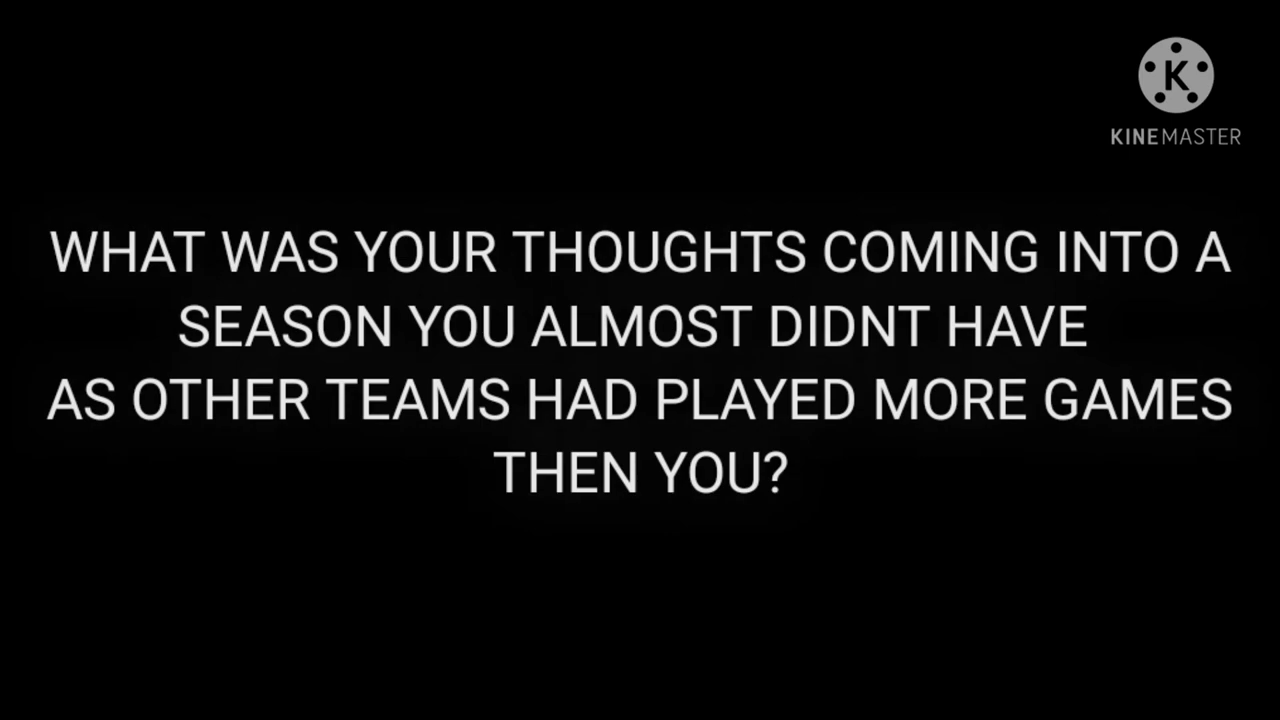 K
KINEMASTER
WHAT WAS YOUR THOUGHTS COMING INTO A
SEASON YOU ALMOST DIDNT HAVE
AS OTHER TEAMS HAD PLAYED MORE GAMES
THEN YOU?